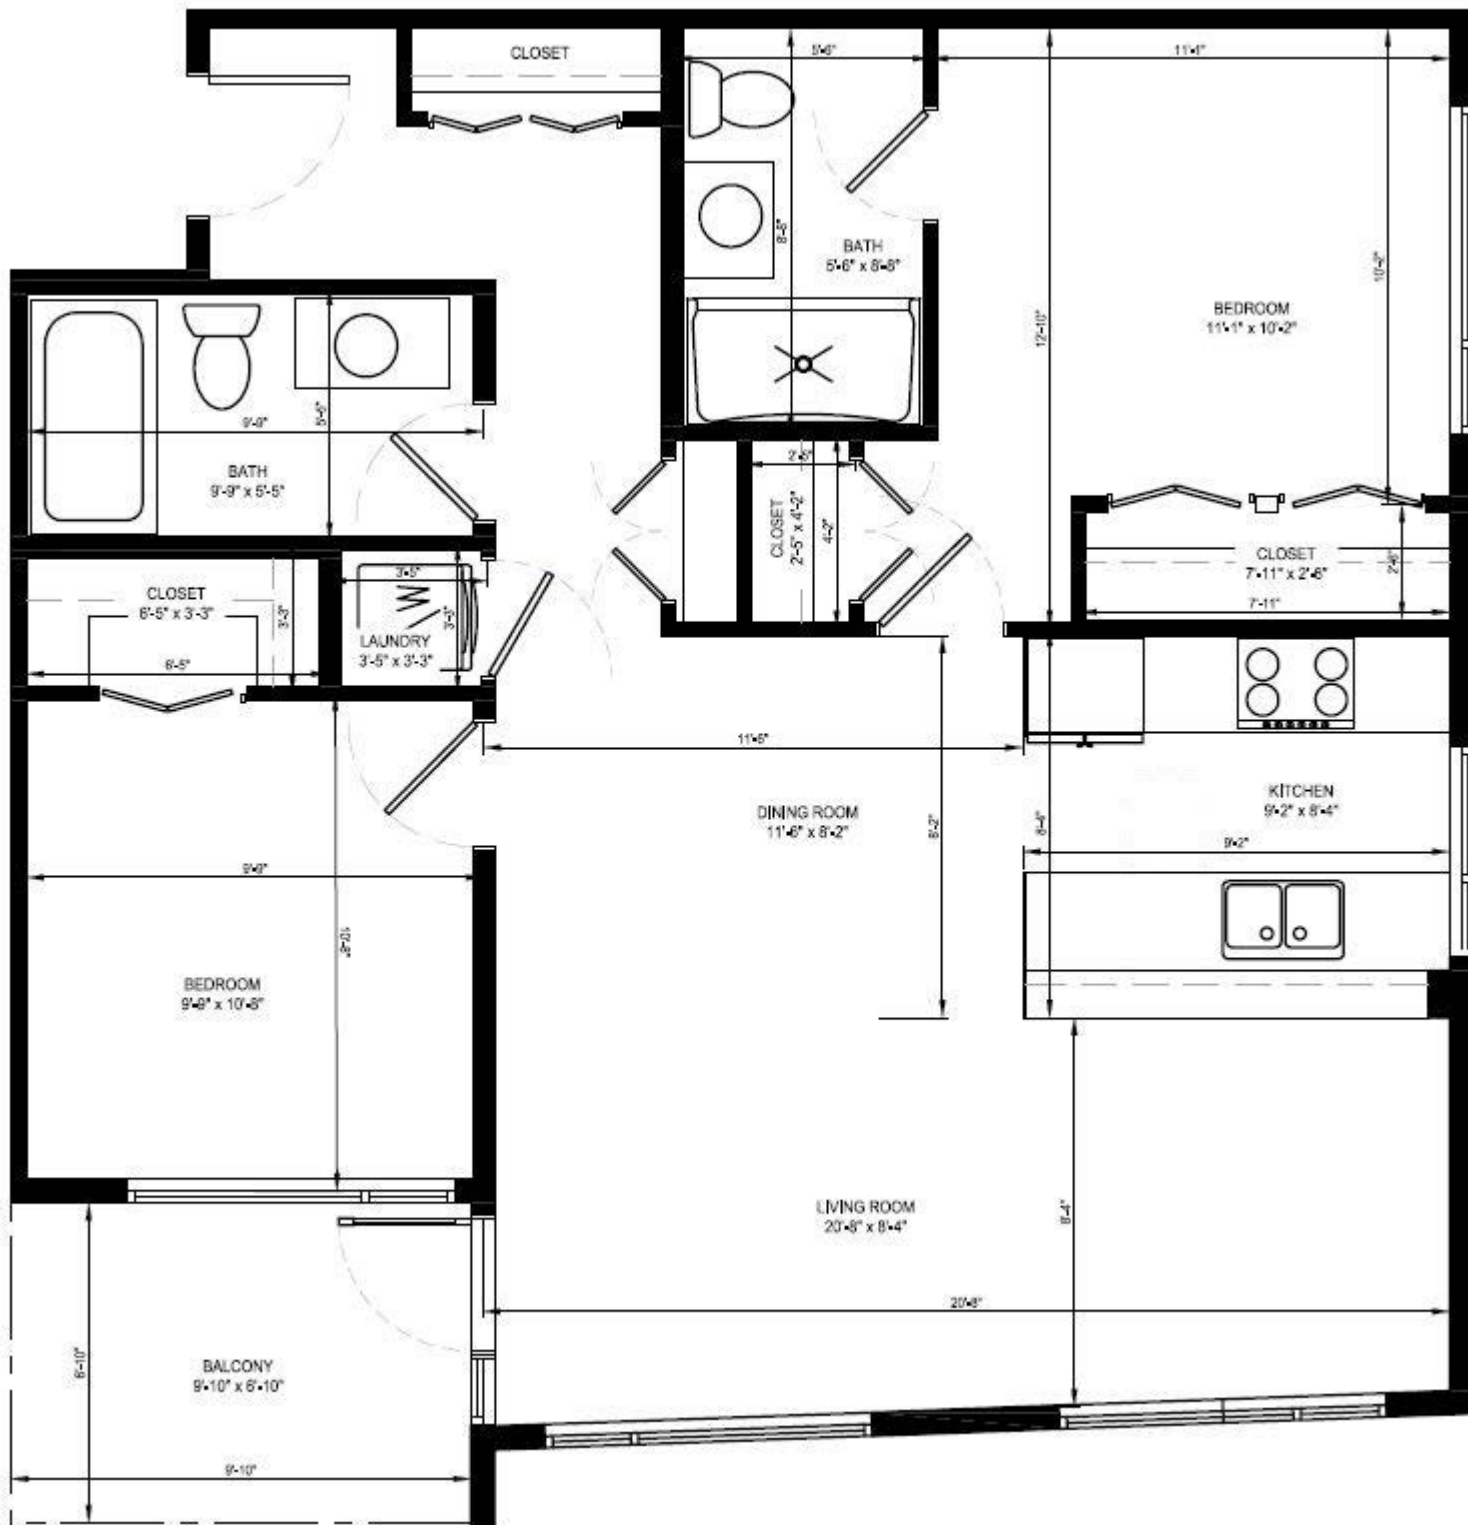 CLOSET
5'-6"
11'-1"
8'-8"
BATH
5'-6" x 8'-8"
10'-2"
BEDROOM
11'-1" x 10'-2"
12'-10"
9'-9"
5'-5"
BATH
9'-9" x 5'-5"
2'-5"
CLOSET
2'-5" x 4'-2"
4'-2"
CLOSET
7'-11" x 2'-6"
2'-6"
7'-11"
CLOSET
6'-5" x 3'-3"
3'-3"
6'-5"
3'-5"
W
3'-3"
LAUNDRY
3'-5" x 3'-3"
11'-6"
DINING ROOM
11'-6" x 8'-2"
8'-2"
8'-4"
KITCHEN
9'-2" x 8'-4"
9'-2"
9'-9"
10'-8"
BEDROOM
9'-9" x 10'-8"
LIVING ROOM
20'-8" x 8'-4"
8'-4"
20'-8"
6'-10"
BALCONY
9'-10" x 6'-10"
9'-10"